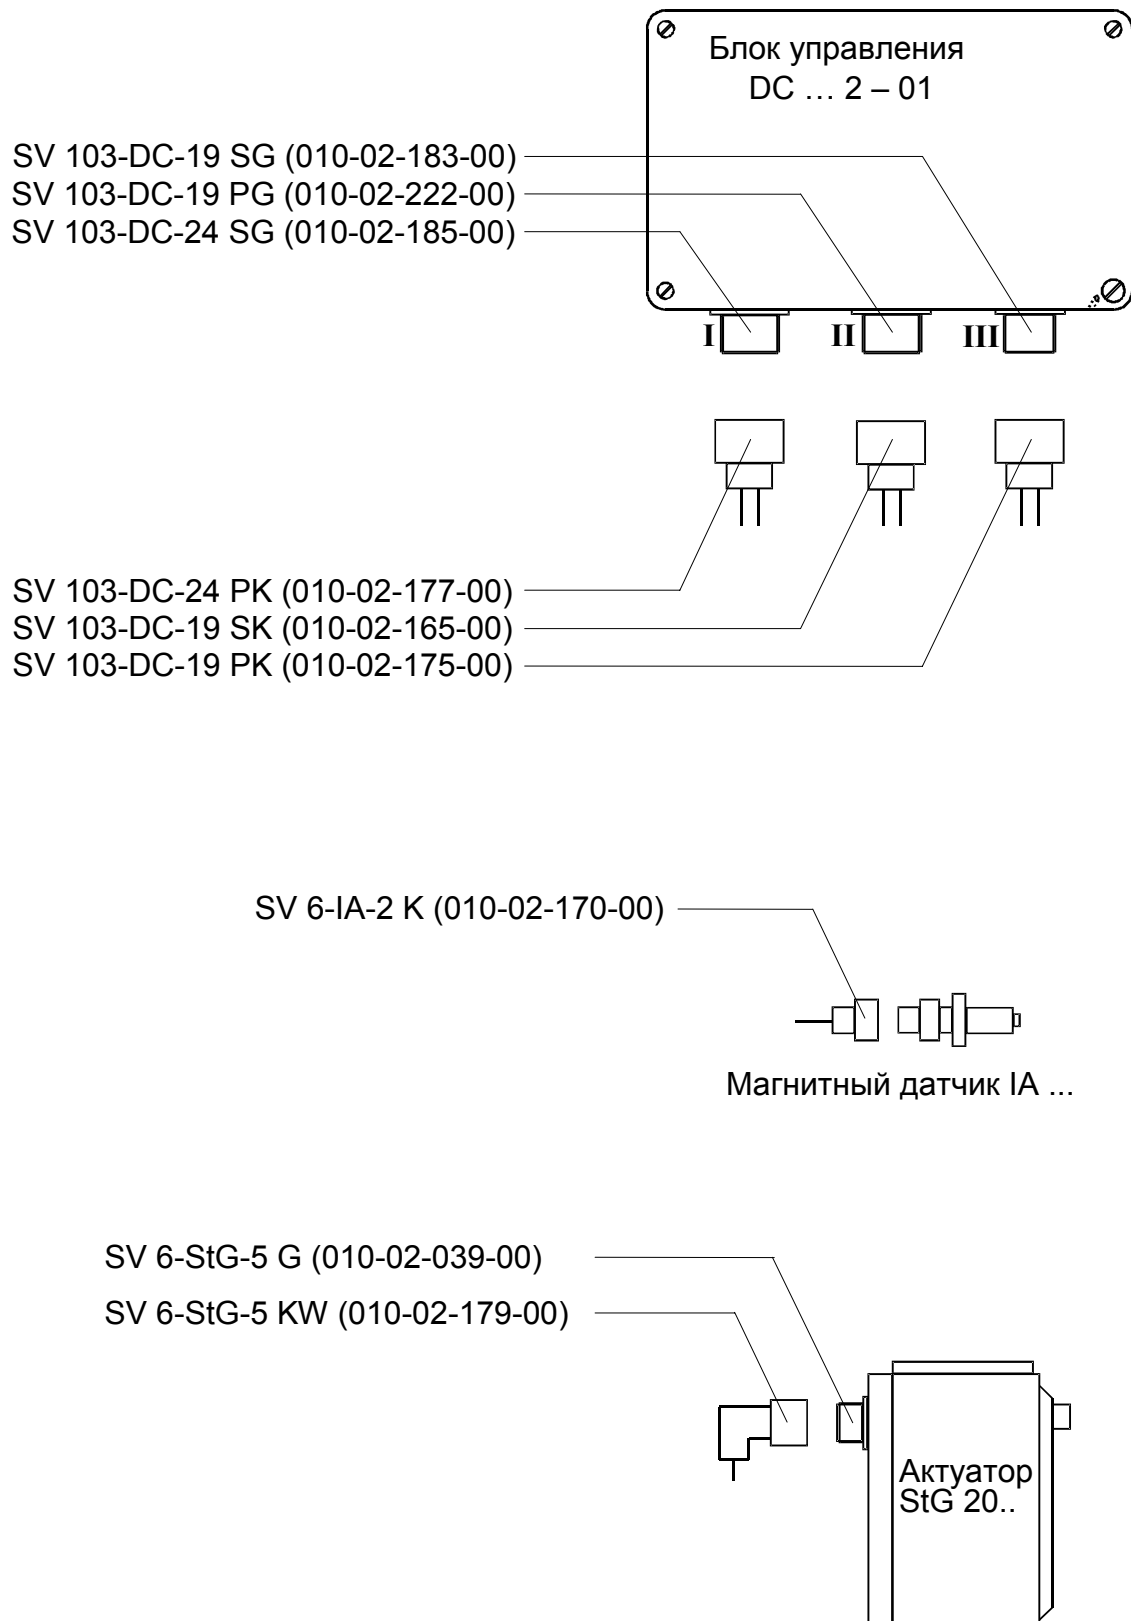 Блок управления
DC … 2 – 01
SV 103-DC-19 SG (010-02-183-00)
SV 103-DC-19 PG (010-02-222-00)
SV 103-DC-24 SG (010-02-185-00)
I
II
III
SV 103-DC-24 PK (010-02-177-00)
SV 103-DC-19 SK (010-02-165-00)
SV 103-DC-19 PK (010-02-175-00)
SV 6-IA-2 K (010-02-170-00)
Магнитный датчик IA ...
SV 6-StG-5 G (010-02-039-00)
SV 6-StG-5 KW (010-02-179-00)
Актуатор
StG 20..